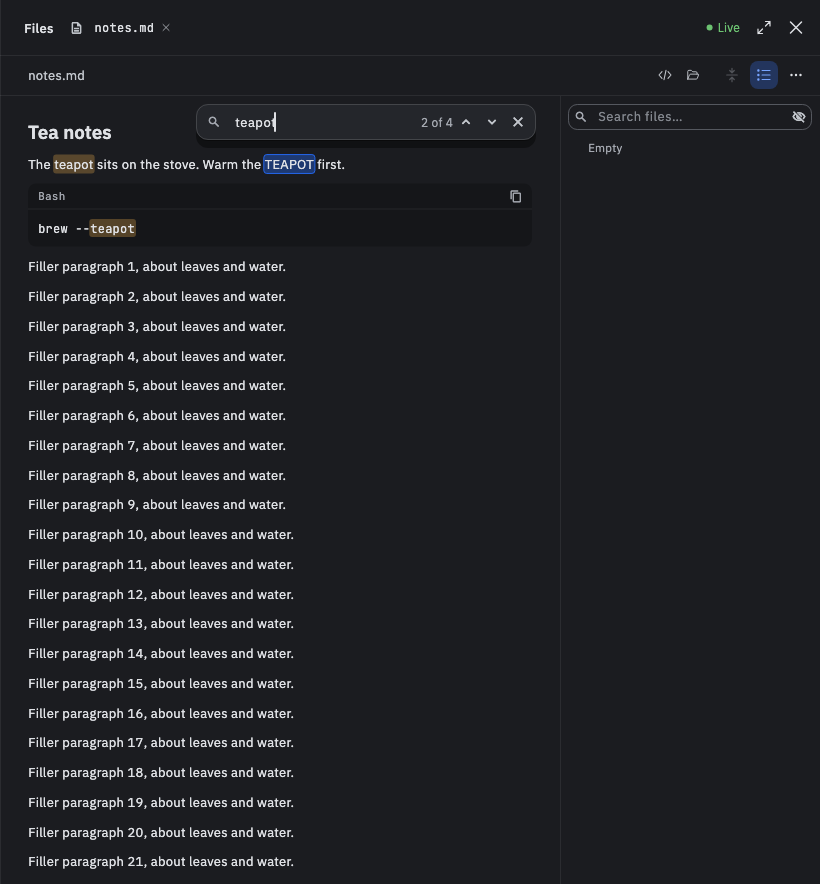 Files notes.md
Live
notes.md
teapot 2 of 4
Search files...
Empty
Tea notes
The teapot sits on the stove. Warm the TEAPOT first.
Bash
brew --teapot
Filler paragraph 1, about leaves and water.
Filler paragraph 2, about leaves and water.
Filler paragraph 3, about leaves and water.
Filler paragraph 4, about leaves and water.
Filler paragraph 5, about leaves and water.
Filler paragraph 6, about leaves and water.
Filler paragraph 7, about leaves and water.
Filler paragraph 8, about leaves and water.
Filler paragraph 9, about leaves and water.
Filler paragraph 10, about leaves and water.
Filler paragraph 11, about leaves and water.
Filler paragraph 12, about leaves and water.
Filler paragraph 13, about leaves and water.
Filler paragraph 14, about leaves and water.
Filler paragraph 15, about leaves and water.
Filler paragraph 16, about leaves and water.
Filler paragraph 17, about leaves and water.
Filler paragraph 18, about leaves and water.
Filler paragraph 19, about leaves and water.
Filler paragraph 20, about leaves and water.
Filler paragraph 21, about leaves and water.